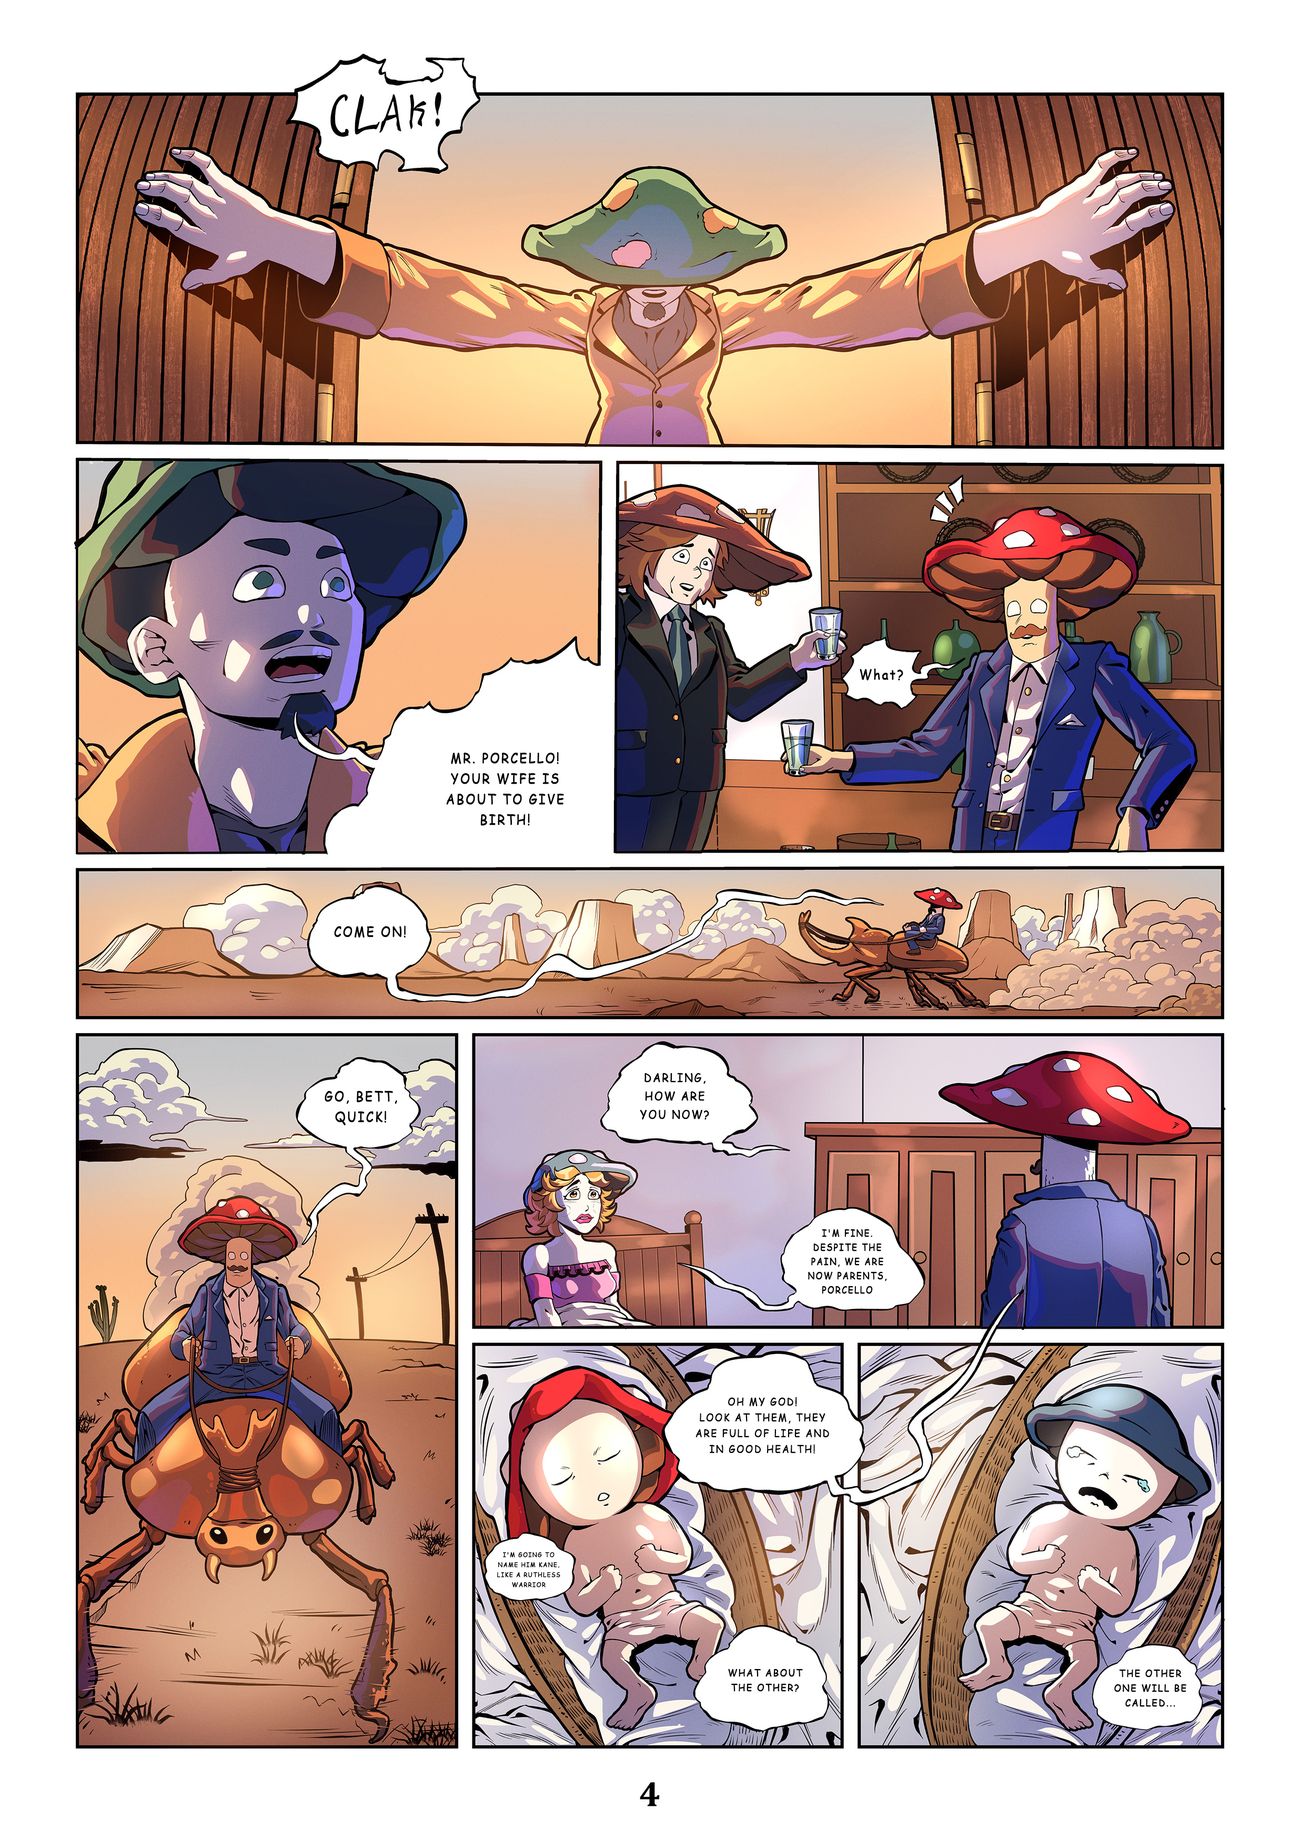 CLAK!
MR. PORCELLO!
YOUR WIFE IS
ABOUT TO GIVE
BIRTH!
What?
COME ON!
GO, BETT,
QUICK!
DARLING,
HOW ARE
YOU NOW?
I'M FINE.
DESPITE THE
PAIN, WE ARE
NOW PARENTS,
PORCELLO
OH MY GOD!
LOOK AT THEM, THEY
ARE FULL OF LIFE AND
IN GOOD HEALTH!
I'M GOING TO
NAME HIM KANE,
LIKE A RUTHLESS
WARRIOR
WHAT ABOUT
THE OTHER?
THE OTHER
ONE WILL BE
CALLED...
4